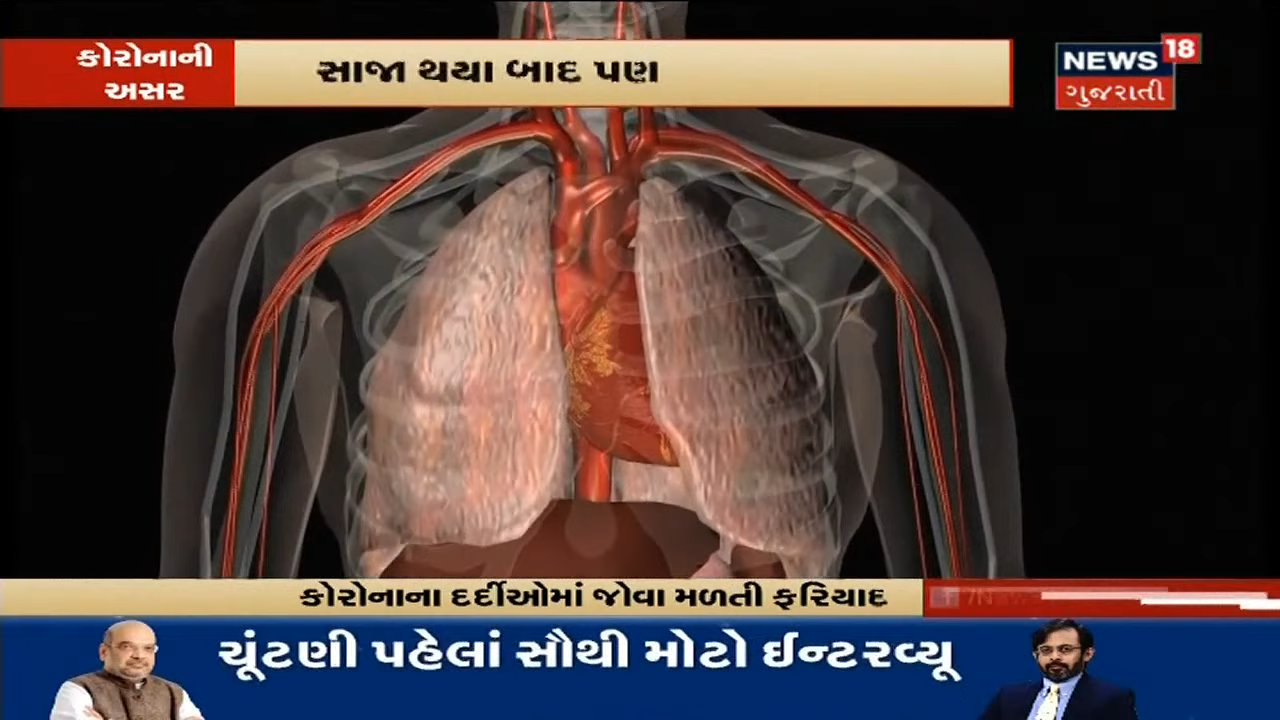 કોરોનાની
અસર
સાજા થયા બાદ પણ
NEWS 18
ગુજરાતી
કોરોનાના દર્દીઓમાં જોવા મળતી ફરિયાદ
ચૂંટણી પહેલાં સૌથી મોટો ઈન્ટરવ્યૂ